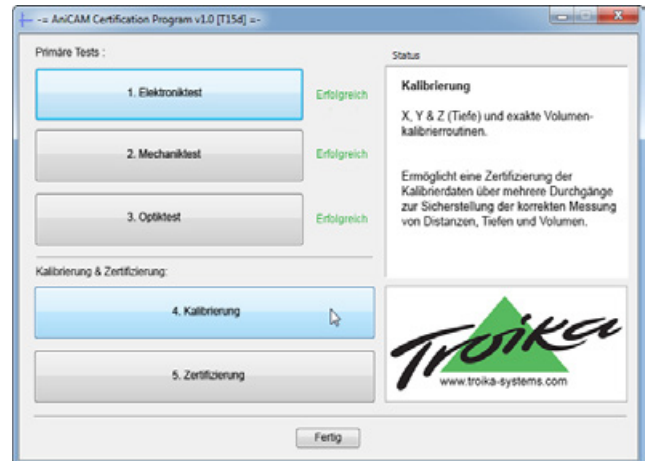 -= AniCAM Certification Program v1.0 [T15d] =-
Primäre Tests :
1. Elektroniktest
Erfolgreich
2. Mechaniktest
Erfolgreich
3. Optiktest
Erfolgreich
Kalibrierung & Zertifizierung:
4. Kalibrierung
5. Zertifizierung
Status
Kalibrierung
X, Y & Z (Tiefe) und exakte Volumen-
kalibrierroutinen.
Ermöglicht eine Zertifizierung der
Kalibrierdaten über mehrere Durchgänge
zur Sicherstellung der korrekten Messung
von Distanzen, Tiefen und Volumen.
Troika
www.troika-systems.com
Fertig